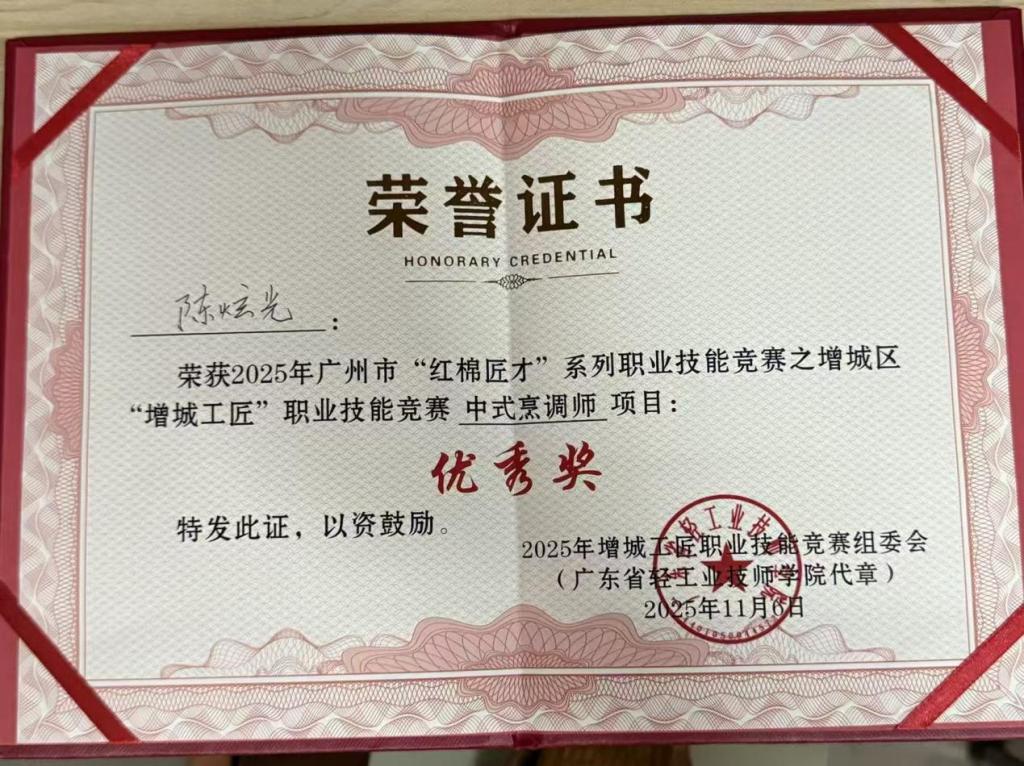 荣誉证书
HONORARY CREDENTIAL
陈炫光：
荣获2025年广州市“红棉匠才”系列职业技能竞赛之增城区
“增城工匠”职业技能竞赛 中式烹调师 项目：
优秀奖
特发此证，以资鼓励。
2025年增城工匠职业技能竞赛组委会
（广东省轻工业技师学院代章）
2025年11月6日